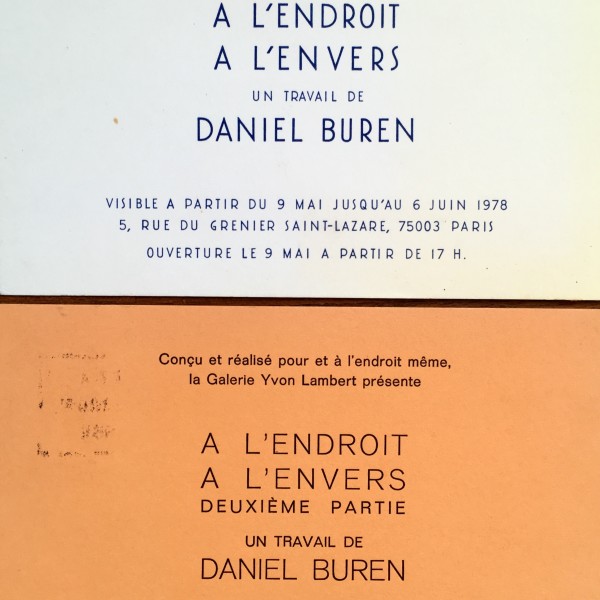 A L'ENDROIT
A L'ENVERS
UN TRAVAIL DE
DANIEL BUREN
VISIBLE A PARTIR DU 9 MAI JUSQU'AU 6 JUIN 1978
5, RUE DU GRENIER SAINT-LAZARE, 75003 PARIS
OUVERTURE LE 9 MAI A PARTIR DE 17 H.
Conçu et réalisé pour et à l'endroit même,
la Galerie Yvon Lambert présente
A L'ENDROIT
A L'ENVERS
DEUXIÈME PARTIE
UN TRAVAIL DE
DANIEL BUREN